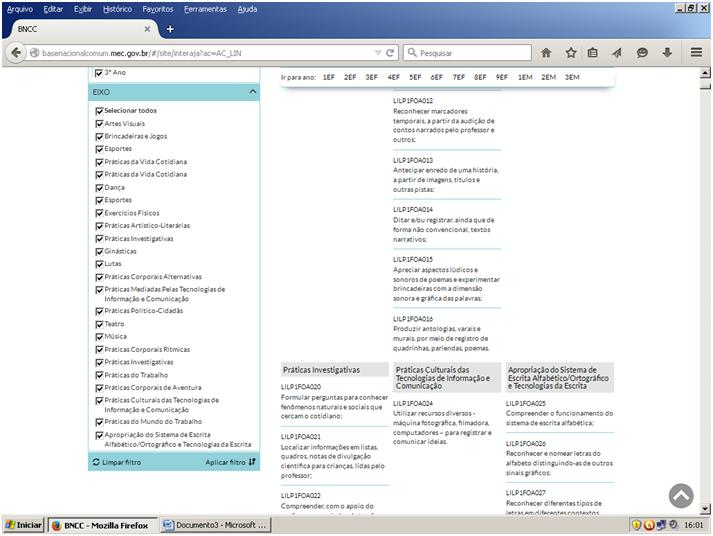 Arquivo Editar Exibir Histórico Favoritos Ferramentas Ajuda
BNCC
basenacionalcomum.mec.gov.br/#/site/interaja?ac=AC_LIN
Pesquisar
3º Ano
EIXO
Selecionar todos
Artes Visuais
Brincadeiras e Jogos
Esportes
Práticas da Vida Cotidiana
Práticas da Vida Cotidiana
Dança
Esportes
Exercícios Físicos
Práticas Artístico-Literárias
Práticas Investigativas
Ginásticas
Lutas
Práticas Corporais Alternativas
Práticas Mediadas Pelas Tecnologias de
Informação e Comunicação
Práticas Político-Cidadãs
Teatro
Música
Práticas Corporais Rítmicas
Práticas Investigativas
Práticas do Trabalho
Práticas Corporais de Aventura
Práticas Culturais das Tecnologias de
Informação e Comunicação
Práticas do Mundo do Trabalho
Apropriação do Sistema de Escrita
Alfabético/Ortográfico e Tecnologias da Escrita
Limpar filtro Aplicar filtro
Ir para ano: 1EF 2EF 3EF 4EF 5EF 6EF 7EF 8EF 9EF 1EM 2EM 3EM
LILP1FOA012
Reconhecer marcadores
temporais, a partir da audição de
contos narrados pelo professor e
outros;
LILP1FOA013
Antecipar enredo de uma história,
a partir de imagens, títulos e
outras pistas;
LILP1FOA014
Ditar e/ou registrar, ainda que de
forma não convencional, textos
narrativos;
LILP1FOA015
Apreciar aspectos lúdicos e
sonoros de poemas e experimentar
brincadeiras com a dimensão
sonora e gráfica das palavras;
LILP1FOA016
Produzir antologias, varais e
murais, por meio de registro de
quadrinhas, parlendas, poemas.
Práticas Investigativas
LILP1FOA020
Formular perguntas para conhecer
fenômenos naturais e sociais que
cercam o cotidiano;
LILP1FOA021
Localizar informações em listas,
quadros, notas de divulgação
científica para crianças, lidas pelo
professor;
LILP1FOA022
Compreender, com o apoio do
Práticas Culturais das
Tecnologias de Informação e
Comunicação
LILP1FOA024
Utilizar recursos diversos -
máquina fotográfica, filmadora,
computadores – para registrar e
comunicar ideias.
Apropriação do Sistema de
Escrita Alfabético/Ortográfico
e Tecnologias da Escrita
LILP1FOA025
Compreender o funcionamento do
sistema de escrita alfabética;
LILP1FOA026
Reconhecer e nomear letras do
alfabeto distinguindo-as de outros
sinais gráficos;
LILP1FOA027
Reconhecer diferentes tipos de
letras em diferentes contextos
Iniciar BNCC - Mozilla Firefox Documento3 - Microsoft ... 16:01